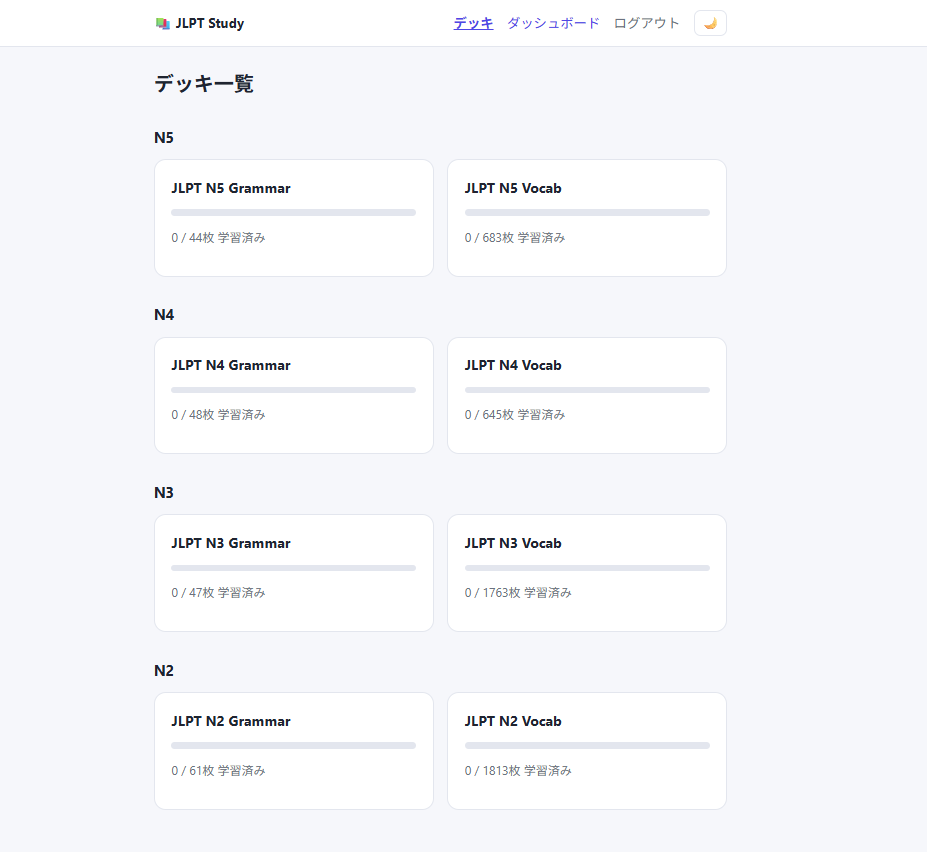 JLPT Study デッキ ダッシュボード ログアウト
デッキ一覧
N5
JLPT N5 Grammar
0 / 44枚 学習済み
JLPT N5 Vocab
0 / 683枚 学習済み
N4
JLPT N4 Grammar
0 / 48枚 学習済み
JLPT N4 Vocab
0 / 645枚 学習済み
N3
JLPT N3 Grammar
0 / 47枚 学習済み
JLPT N3 Vocab
0 / 1763枚 学習済み
N2
JLPT N2 Grammar
0 / 61枚 学習済み
JLPT N2 Vocab
0 / 1813枚 学習済み